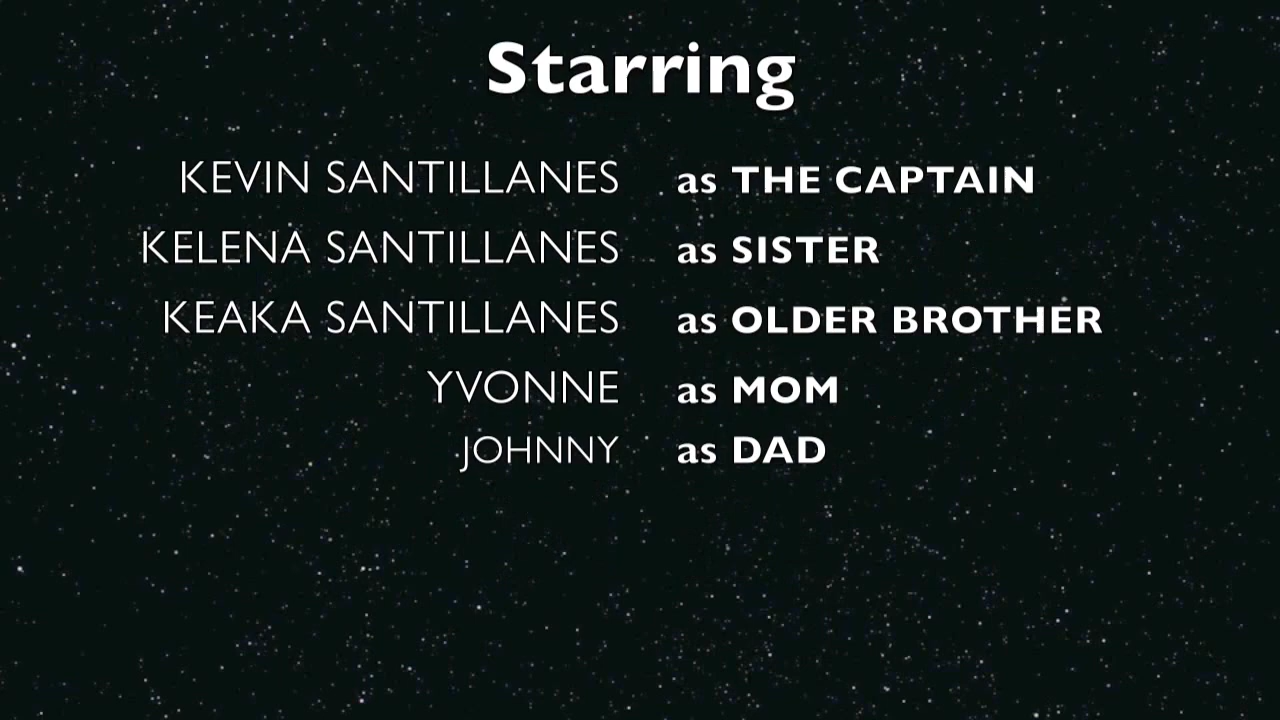 Starring
KEVIN SANTILLANES as THE CAPTAIN
KELENA SANTILLANES as SISTER
KEAKA SANTILLANES as OLDER BROTHER
YVONNE as MOM
JOHNNY as DAD